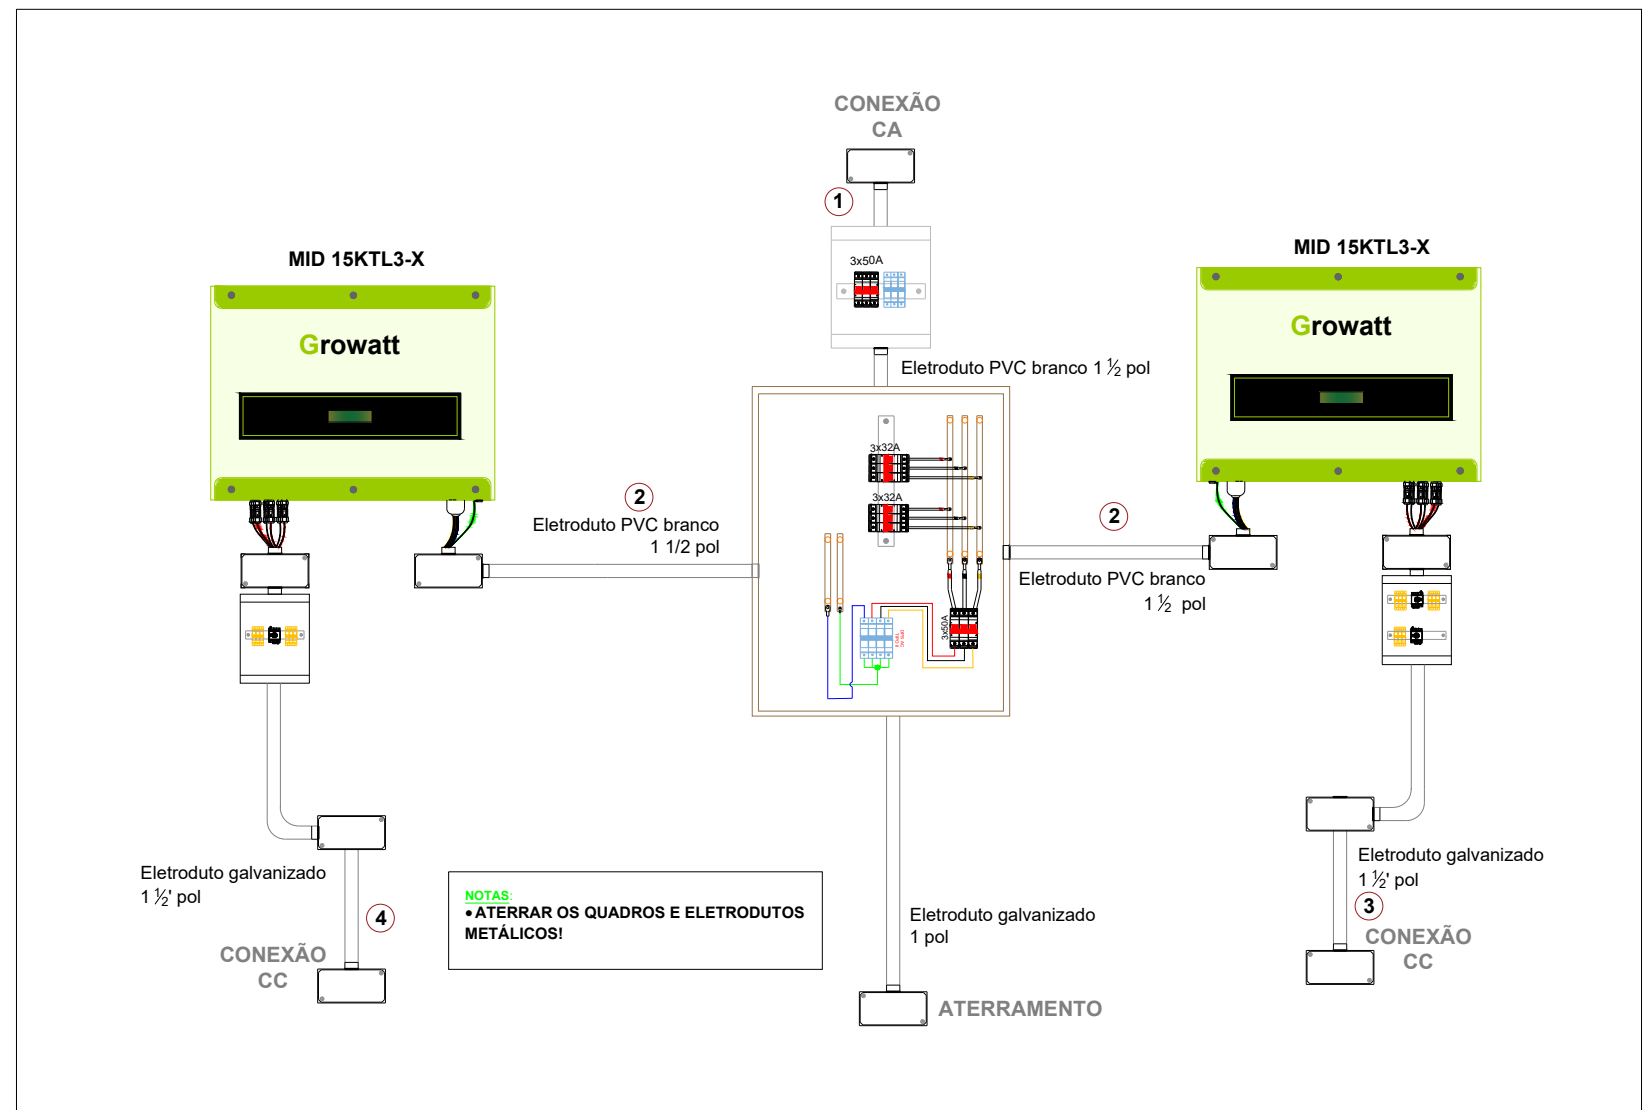 CONEXÃO
CA
1
3x50A
MID 15KTL3-X
MID 15KTL3-X
Growatt
Growatt
Eletroduto PVC branco 1 ½ pol
3x32A
3x32A
2
Eletroduto PVC branco
1 1/2 pol
2
Eletroduto PVC branco
1 ½ pol
3x50A
Eletroduto galvanizado
1 ½' pol
4
CONEXÃO
CC
NOTAS:
• ATERRAR OS QUADROS E ELETRODUTOS
METÁLICOS!
Eletroduto galvanizado
1 pol
ATERRAMENTO
Eletroduto galvanizado
1 ½' pol
3
CONEXÃO
CC